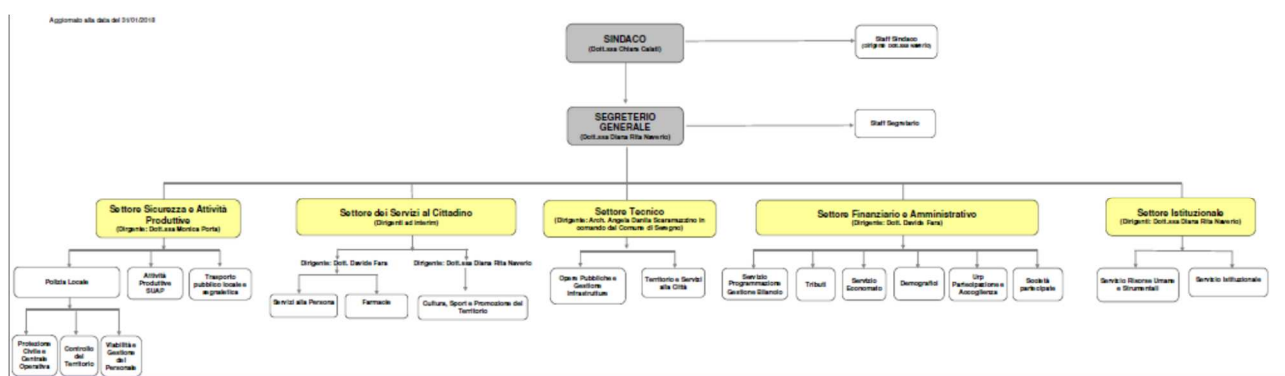 Aggiornato alla data del 31/01/2018
SINDACO
(Dott.ssa Chiara Calati)
Staff Sindaco
(dirigente Dott.ssa Naverio)
SEGRETERIO
GENERALE
(Dott.ssa Diana Rita Naverio)
Staff Segretario
Settore Sicurezza e Attività
Produttive
(Dirigente: Dott.ssa Monica Porta)
Settore dei Servizi al Cittadino
(Dirigenti ad interim)
Settore Tecnico
(Dirigente: Arch. Angela Danila Scaramuzzino in
comando dal Comune di Seregno)
Settore Finanziario e Amministrativo
(Dirigente: Dott. Davide Fara)
Settore Istituzionale
(Dirigenti: Dott.ssa Diana Rita Naverio)
Polizia Locale
Attività
Produttive
SUAP
Trasporto
pubblico locale e
segnaletica
Dirigente: Dott. Davide Fara
Dirigente: Dott.ssa Diana Rita Naverio
Servizi alla Persona
Farmacie
Cultura, Sport e Promozione del
Territorio
Opere Pubbliche e
Gestione
Infrastrutture
Territorio e Servizi
alla Città
Servizio
Programmazione
Gestione Bilancio
Tributi
Servizio
Economato
Demografici
Urp
Partecipazione e
Accoglienza
Società
partecipate
Servizio Risorse Umane
e Strumentali
Servizio Istituzionale
Protezione
Civile e
Centrale
Operativa
Controllo
del
Territorio
Viabilità e
Gestione
del
Personale